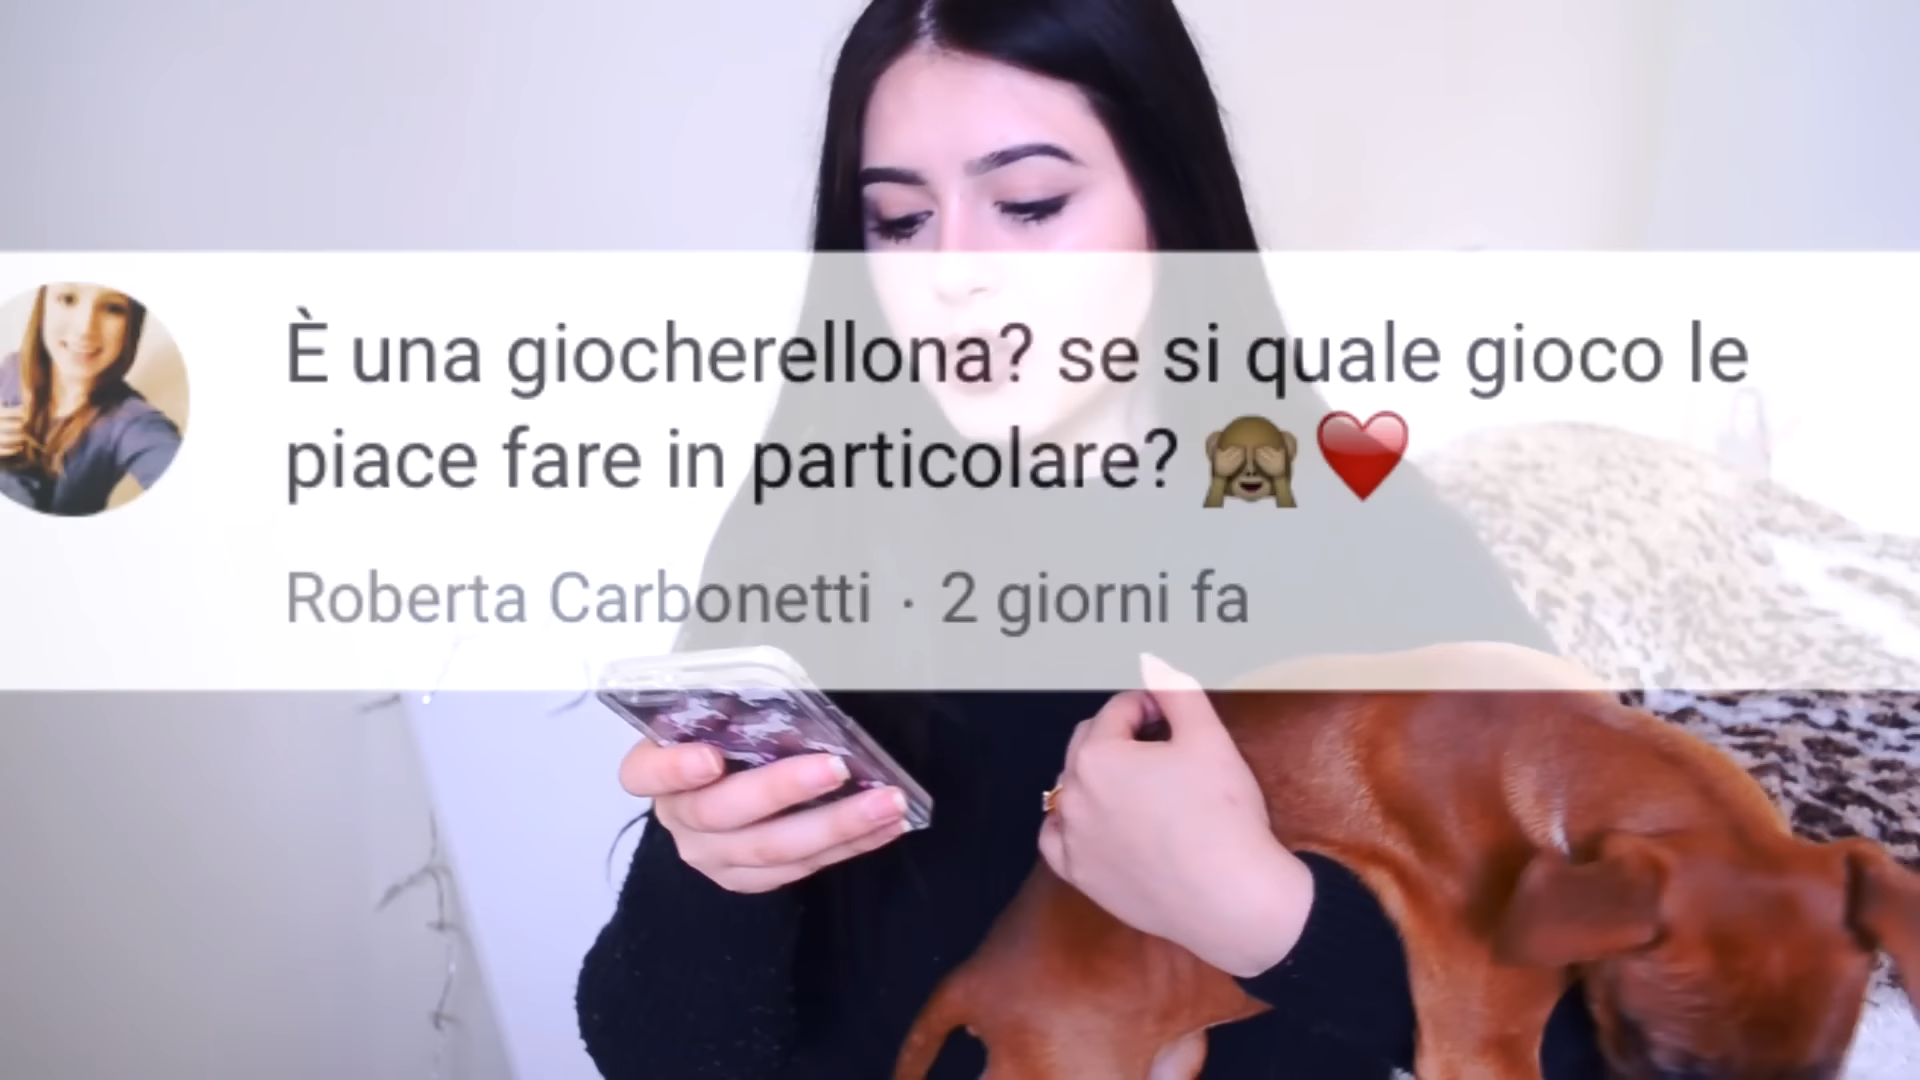 È una giocherellona? se si quale gioco le
piace fare in particolare? 🙈❤️
Roberta Carbonetti · 2 giorni fa